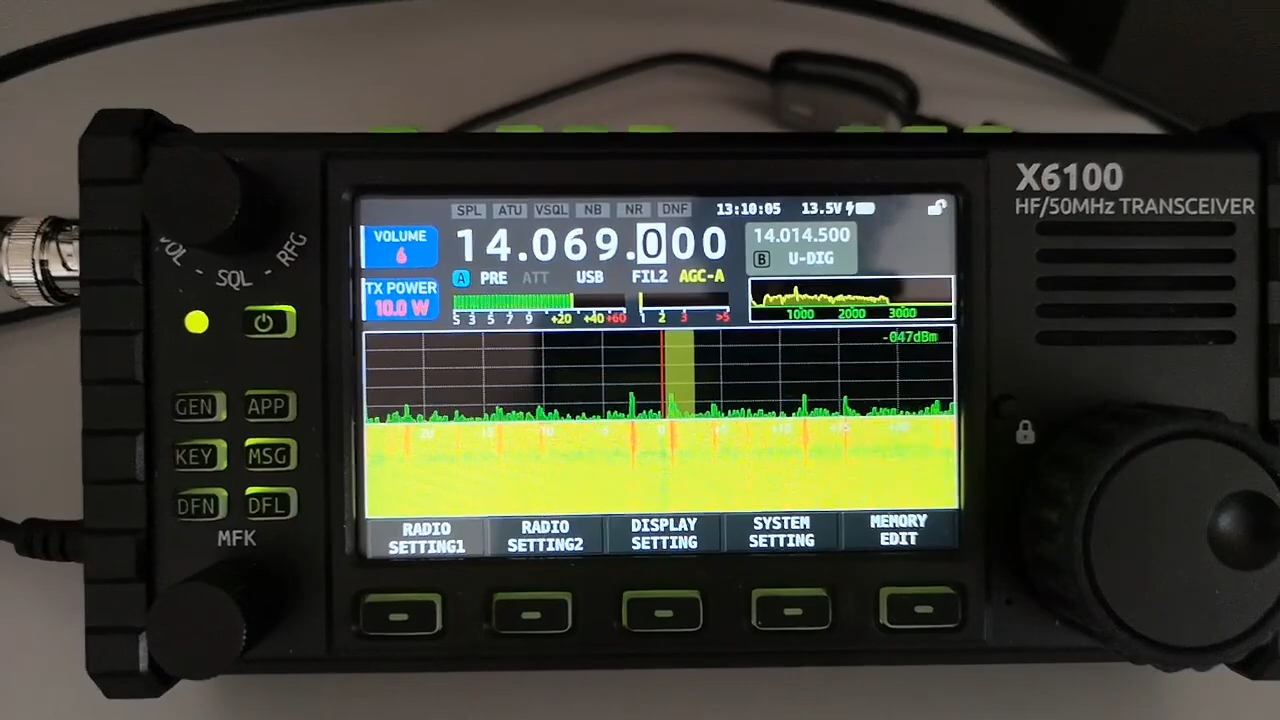 X6100
HF/50MHz TRANSCEIVER
SPL ATU VSQL NB NR DNF 13:10:05 13.5V
VOLUME
6
14.069.000
14.014.500
A PRE ATT USB FIL2 AGC-A
B U-DIG
TX POWER
10.0 W
S 3 5 7 9 +20 +40 +60 1 2 3 >5
1000 2000 3000
-047dBm
VOL - SQL - RFG
GEN APP
KEY MSG
DFN DFL
MFK
RADIO SETTING1
RADIO SETTING2
DISPLAY SETTING
SYSTEM SETTING
MEMORY EDIT